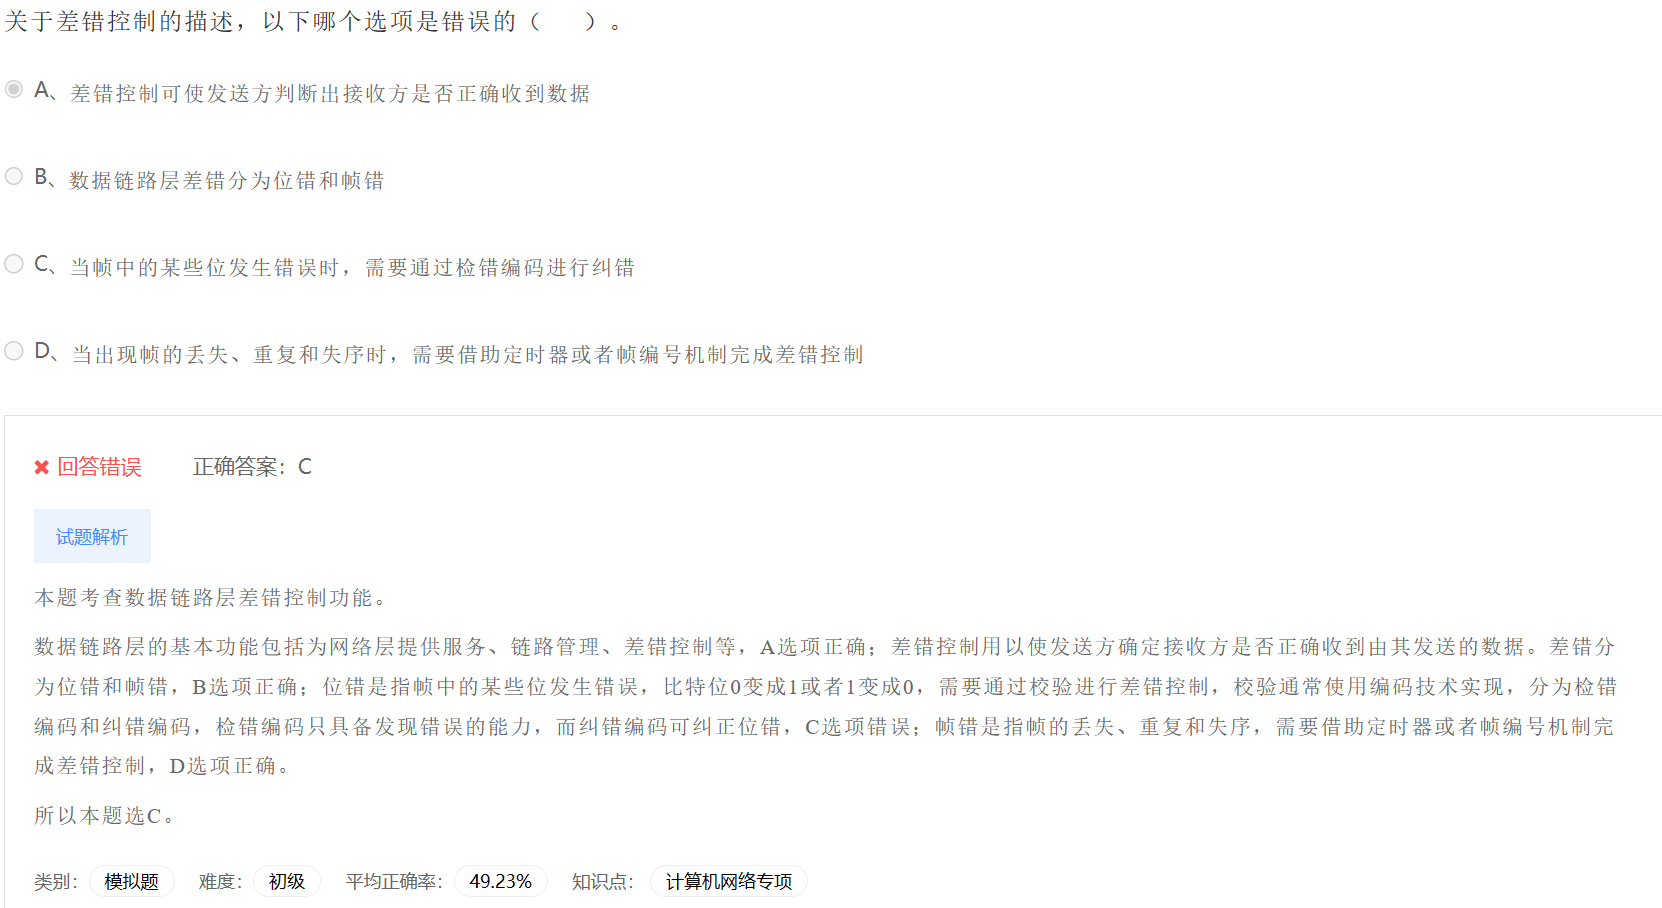 关于差错控制的描述，以下哪个选项是错误的（　　）。
A、差错控制可使发送方判断出接收方是否正确收到数据
B、数据链路层差错分为位错和帧错
C、当帧中的某些位发生错误时，需要通过检错编码进行纠错
D、当出现帧的丢失、重复和失序时，需要借助定时器或者帧编号机制完成差错控制
回答错误 正确答案：C
试题解析
本题考查数据链路层差错控制功能。
数据链路层的基本功能包括为网络层提供服务、链路管理、差错控制等，A选项正确；差错控制用以使发送方确定接收方是否正确收到由其发送的数据。差错分
为位错和帧错，B选项正确；位错是指帧中的某些位发生错误，比特位0变成1或者1变成0，需要通过校验进行差错控制，校验通常使用编码技术实现，分为检错
编码和纠错编码，检错编码只具备发现错误的能力，而纠错编码可纠正位错，C选项错误；帧错是指帧的丢失、重复和失序，需要借助定时器或者帧编号机制完
成差错控制，D选项正确。
所以本题选C。
类别： 模拟题 难度： 初级 平均正确率： 49.23% 知识点： 计算机网络专项